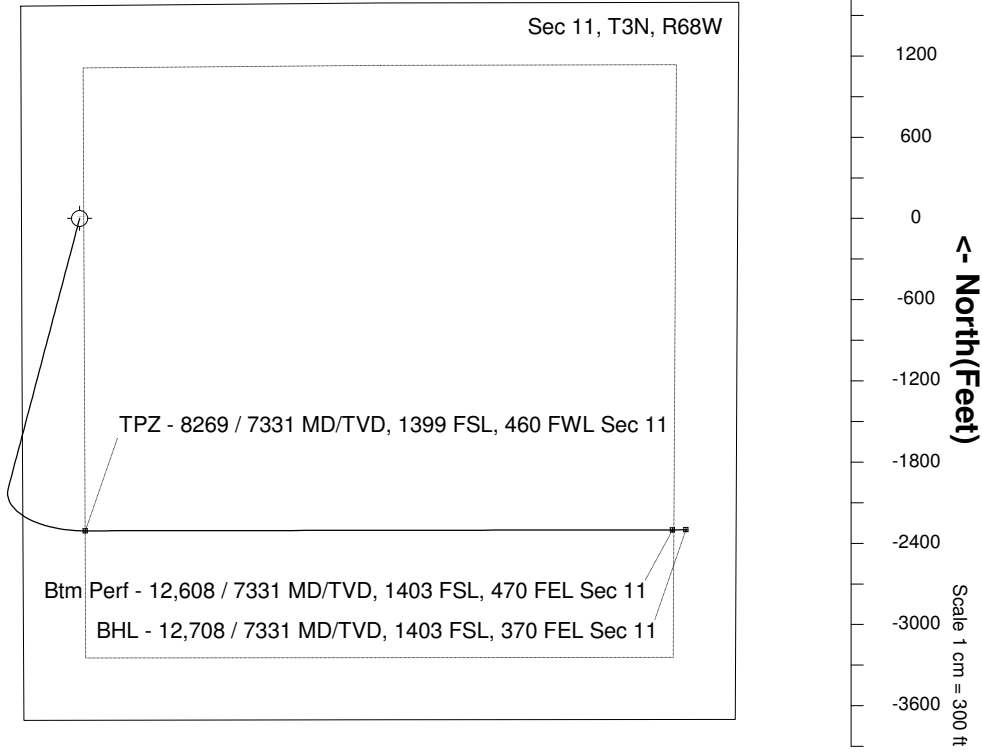 Sec 11, T3N, R68W
TPZ - 8269 / 7331 MD/TVD, 1399 FSL, 460 FWL Sec 11
Btm Perf - 12,608 / 7331 MD/TVD, 1403 FSL, 470 FEL Sec 11
BHL - 12,708 / 7331 MD/TVD, 1403 FSL, 370 FEL Sec 11
1200
600
0
-600
-1200
-1800
-2400
-3000
-3600
<- North(Feet)
Scale 1 cm = 300 ft